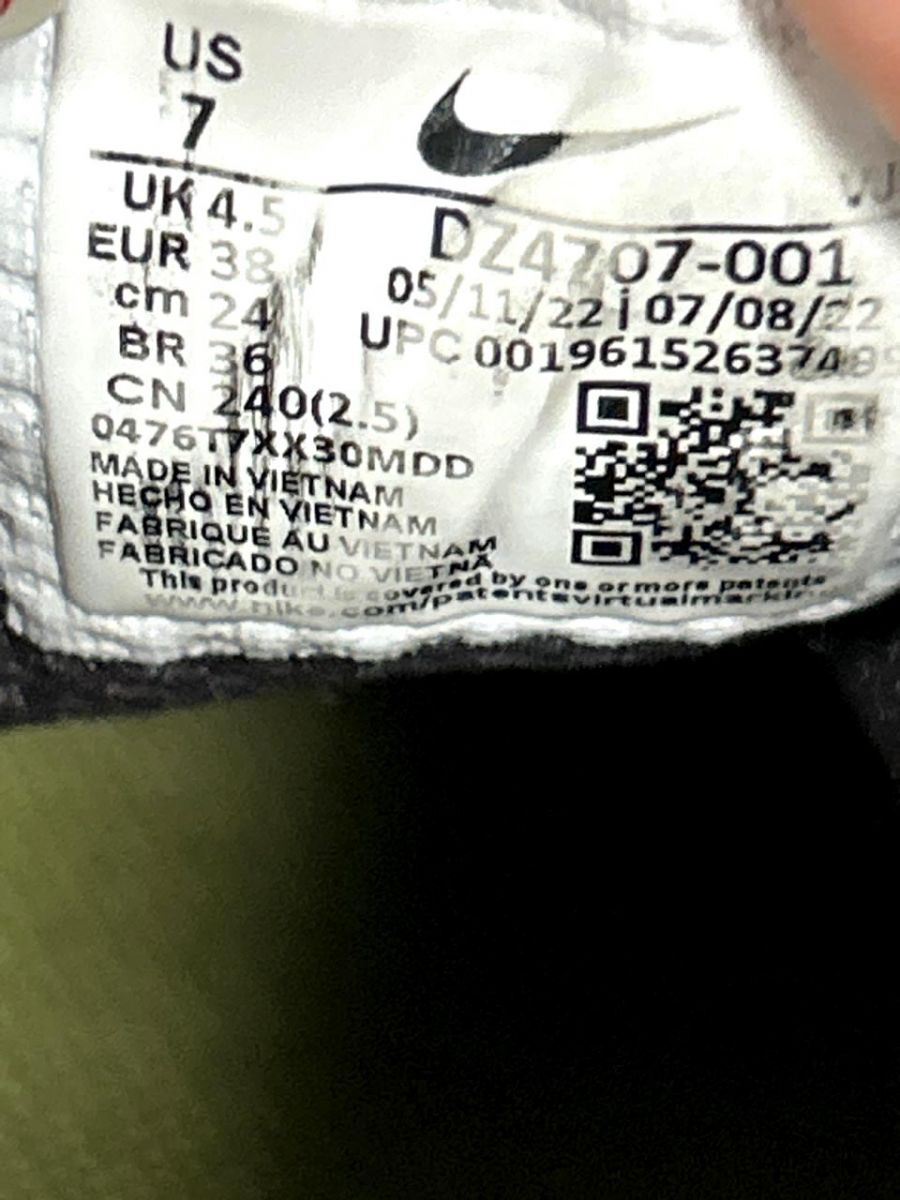 US
7
UK 4.5
EUR 38
cm 24
BR 36
CN 240(2.5)
0476T7XX30MDD
MADE IN VIETNAM
HECHO EN VIETNAM
FABRIQUE AU VIETNAM
FABRICADO NO VIETNÃ
DZ4707-001
05/11/22 | 07/08/22
UPC 00196152637489
This product is covered by one or more patents